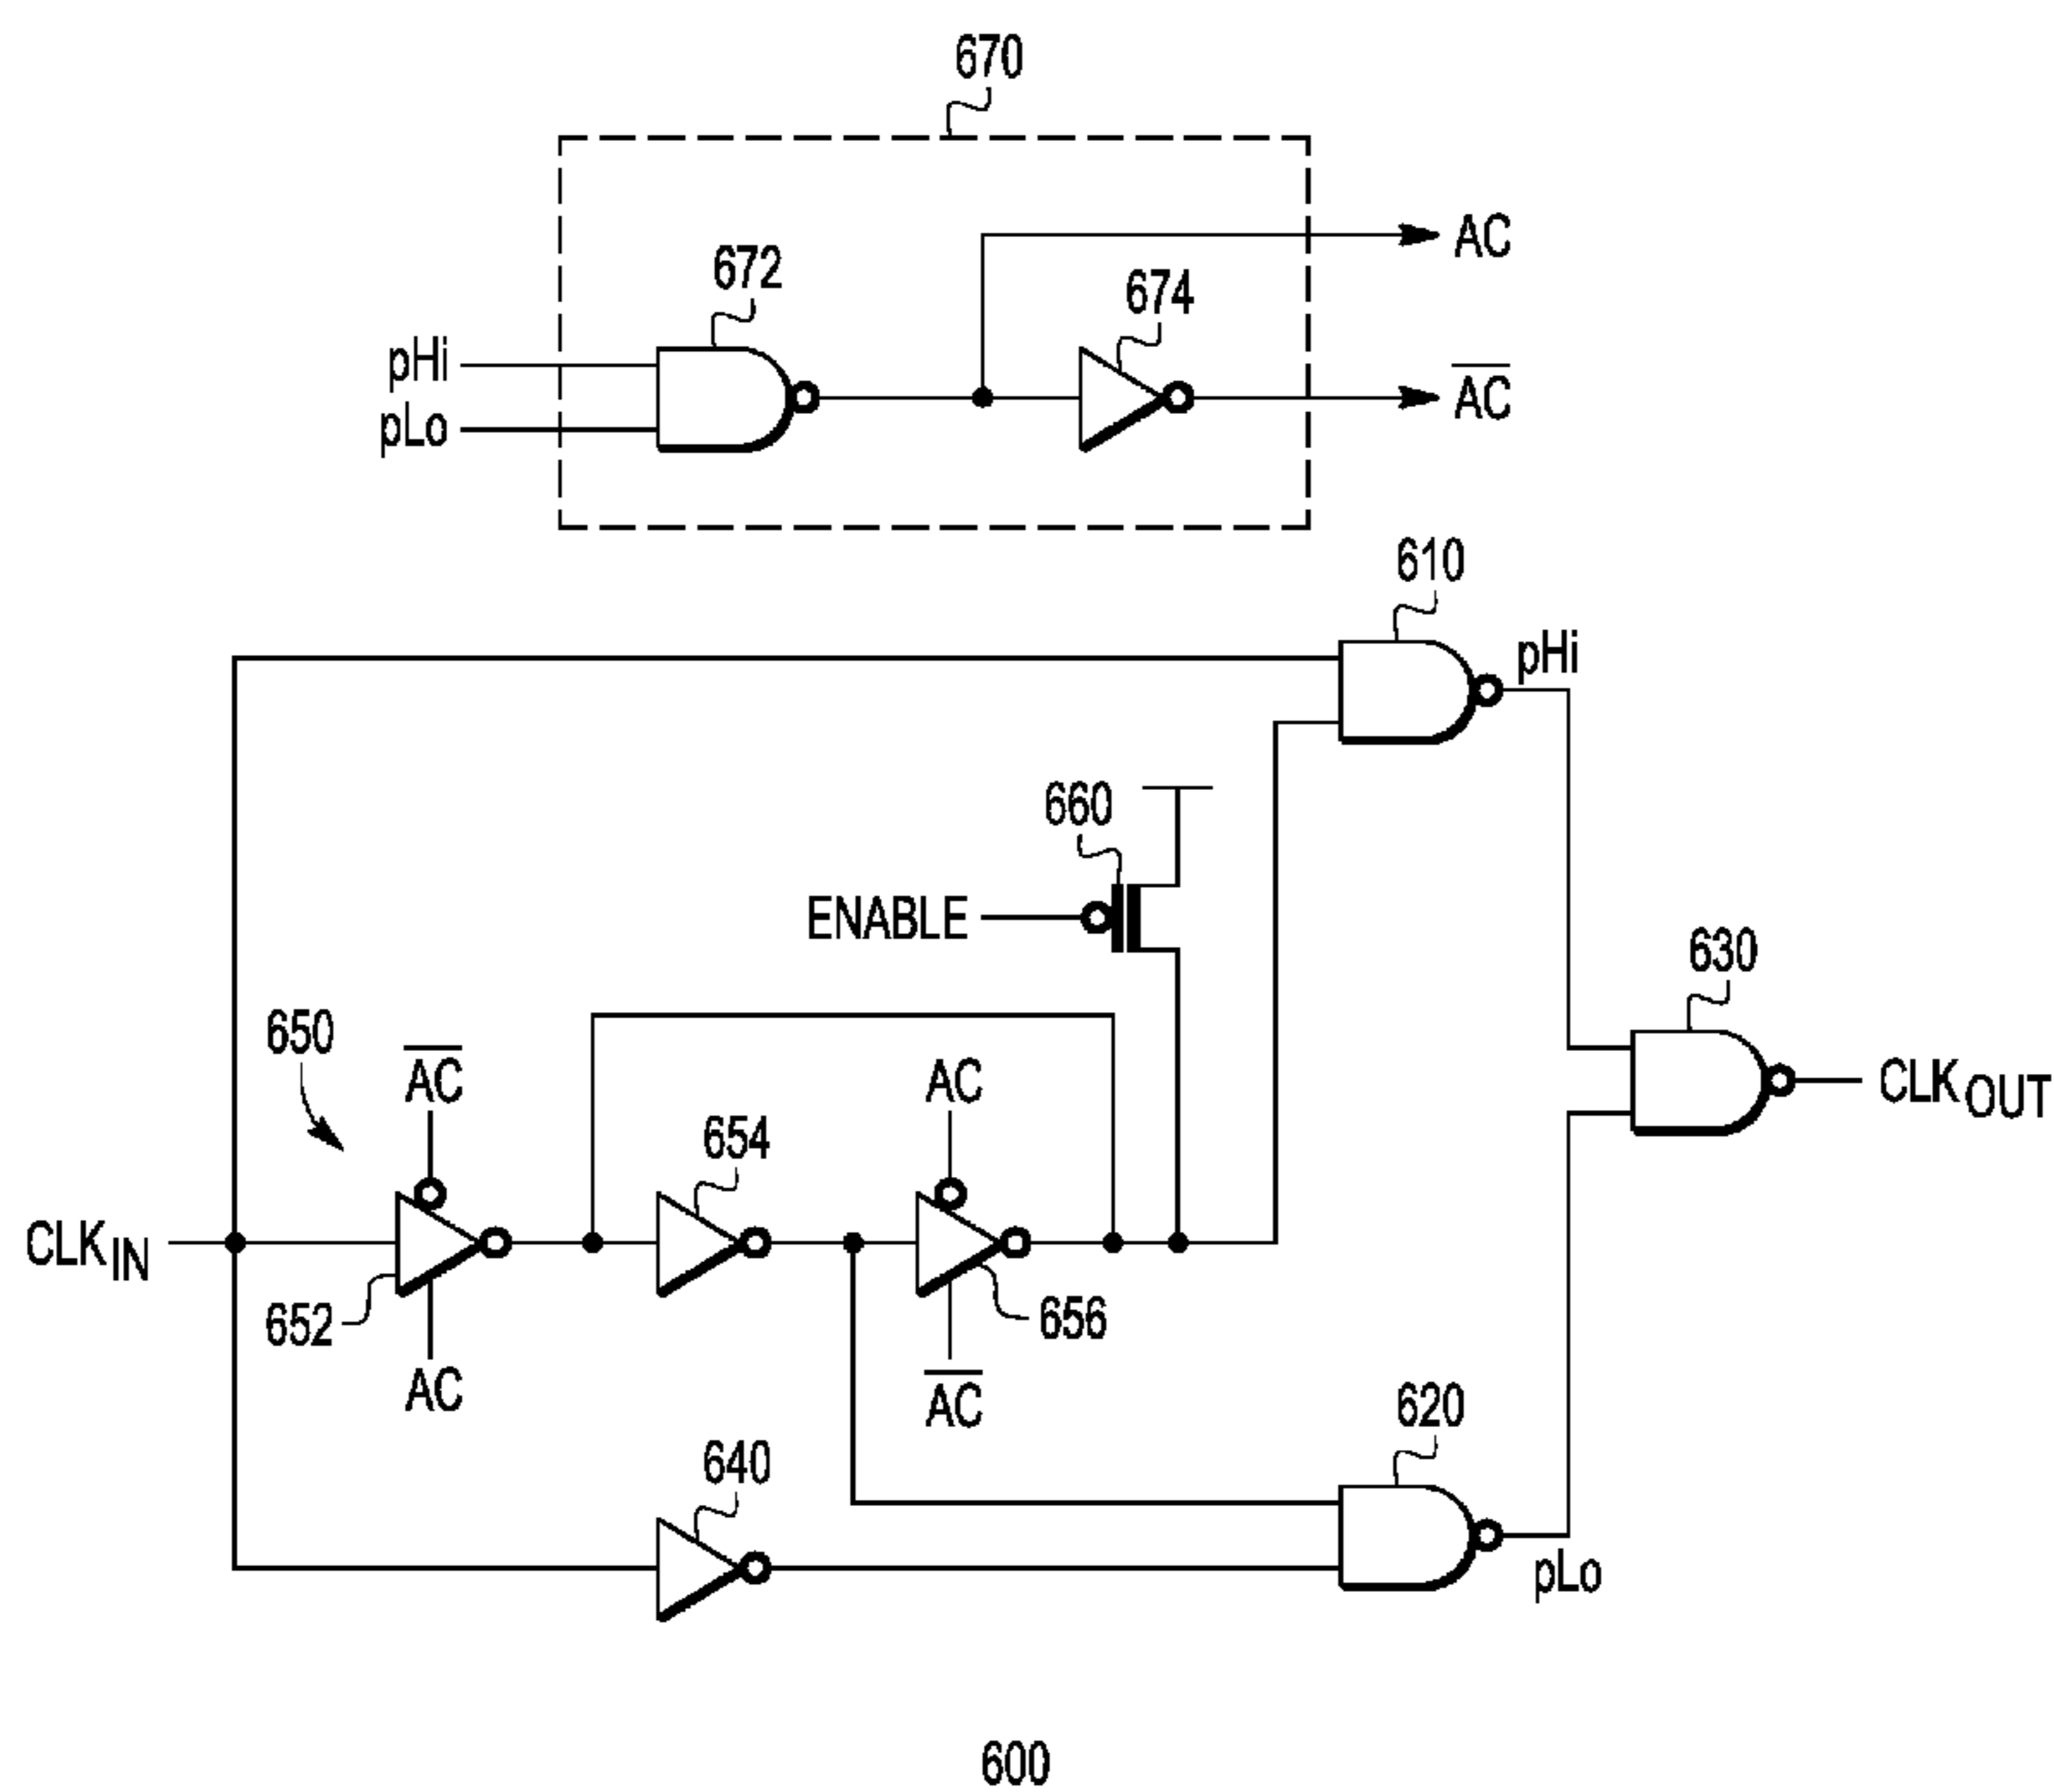 670
AC
672
674
pHi
AC̅
pLo
610
pHi
660
ENABLE
630
650
AC̅
AC
CLKOUT
654
CLKIN
652
656
AC
AC̅
640
620
pLo
600